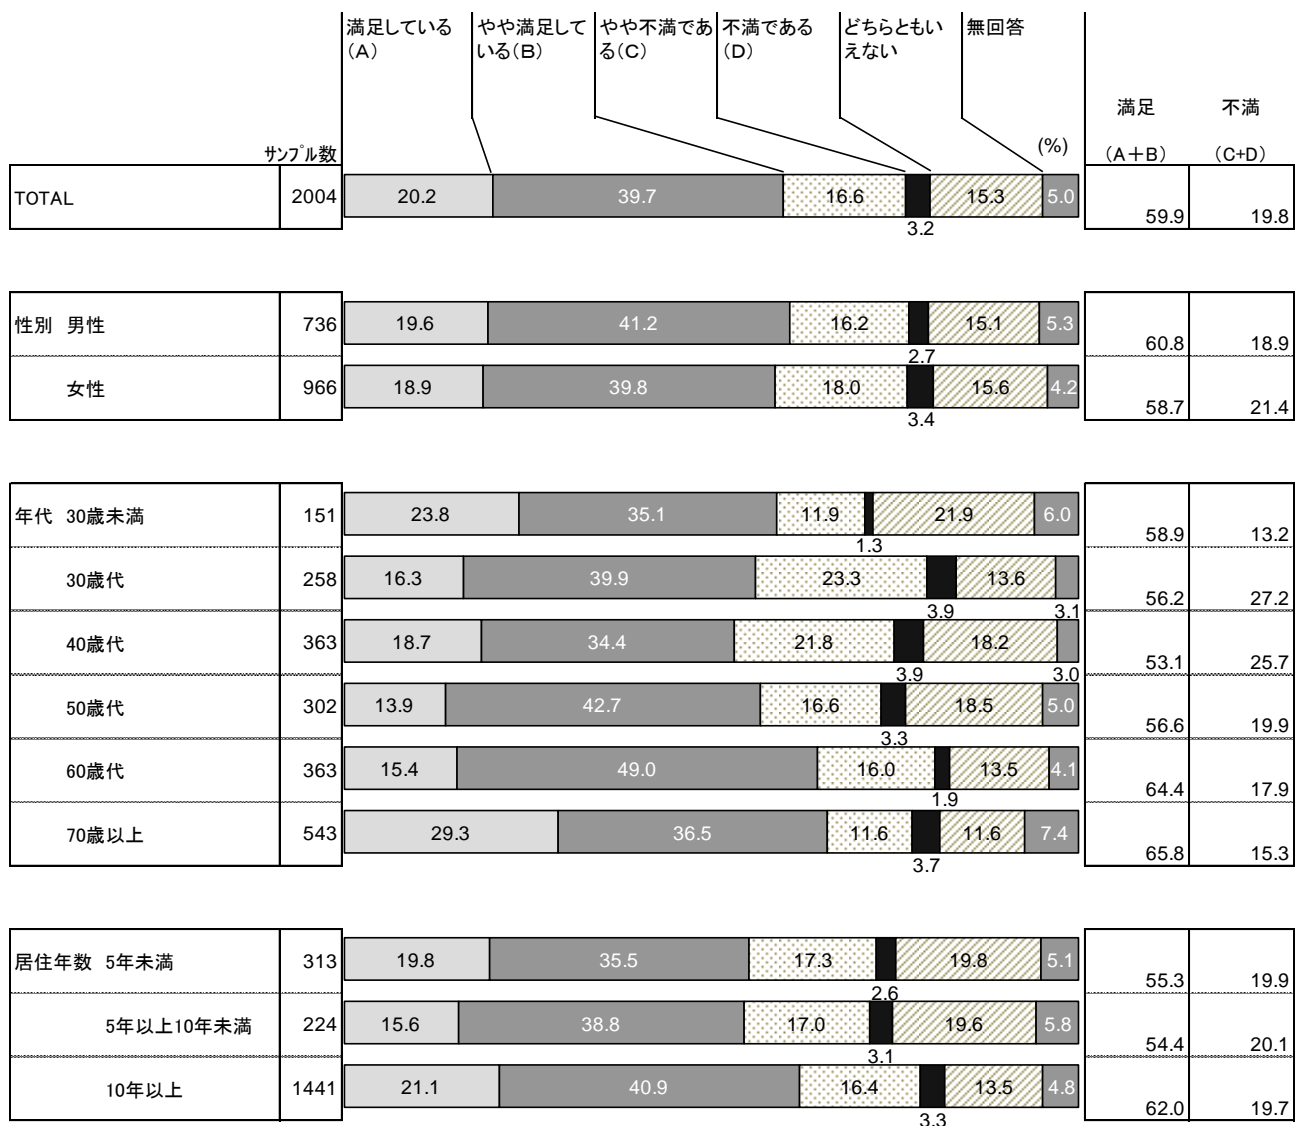 満足している
(A)
やや満足して
いる(B)
やや不満であ
る(C)
不満である
(D)
どちらともい
えない
無回答
満足 不満
サンプル数 (%) (A+B) (C+D)
TOTAL 2004 20.2 39.7 16.6 15.3 5.0
3.2 59.9 19.8
性別 男性 736 19.6 41.2 16.2 15.1 5.3
2.7 60.8 18.9
女性 966 18.9 39.8 18.0 15.6 4.2
3.4 58.7 21.4
年代 30歳未満 151 23.8 35.1 11.9 21.9 6.0
1.3 58.9 13.2
30歳代 258 16.3 39.9 23.3 13.6
3.9 3.1 56.2 27.2
40歳代 363 18.7 34.4 21.8 18.2
3.9 3.0 53.1 25.7
50歳代 302 13.9 42.7 16.6 18.5 5.0
3.3 56.6 19.9
60歳代 363 15.4 49.0 16.0 13.5 4.1
1.9 64.4 17.9
70歳以上 543 29.3 36.5 11.6 11.6 7.4
3.7 65.8 15.3
居住年数 5年未満 313 19.8 35.5 17.3 19.8 5.1
2.6 55.3 19.9
5年以上10年未満 224 15.6 38.8 17.0 19.6 5.8
3.1 54.4 20.1
10年以上 1441 21.1 40.9 16.4 13.5 4.8
3.3 62.0 19.7